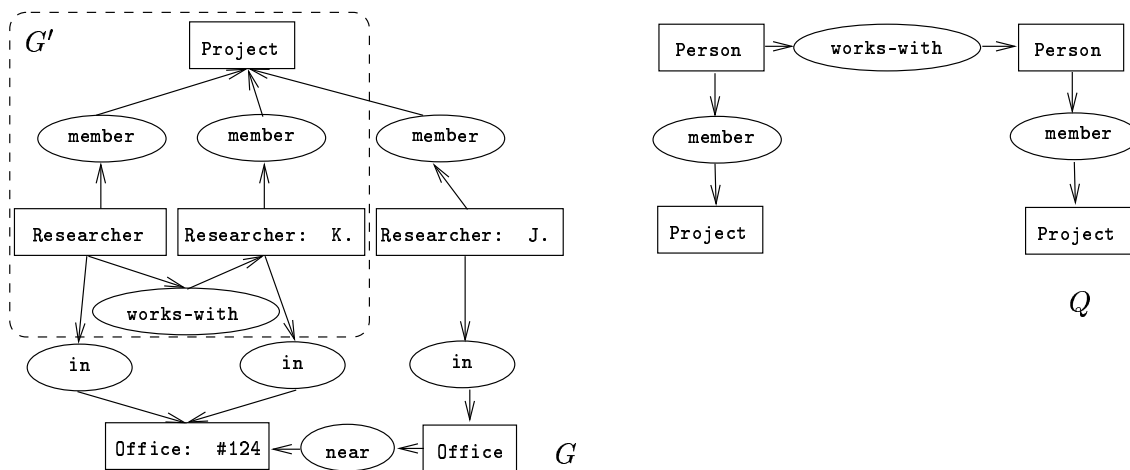 G′
Project
member
member
member
Researcher
Researcher: K.
Researcher: J.
works-with
in
in
in
Office: #124
near
Office
G
Person
works-with
Person
member
member
Project
Project
Q